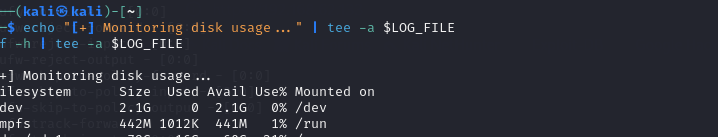 (kali㉿kali)-[~]
$ echo "[+] Monitoring disk usage..." | tee -a $LOG_FILE
f -h | tee -a $LOG_FILE
+] Monitoring disk usage...
ilesystem Size Used Avail Use% Mounted on
dev 2.1G 0 2.1G 0% /dev
mpfs 442M 1012K 441M 1% /run